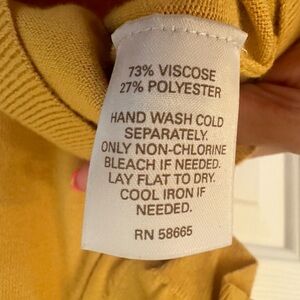 73% VISCOSE
27% POLYESTER
HAND WASH COLD
SEPARATELY.
ONLY NON-CHLORINE
BLEACH IF NEEDED.
LAY FLAT TO DRY.
COOL IRON IF
NEEDED.
RN 58665